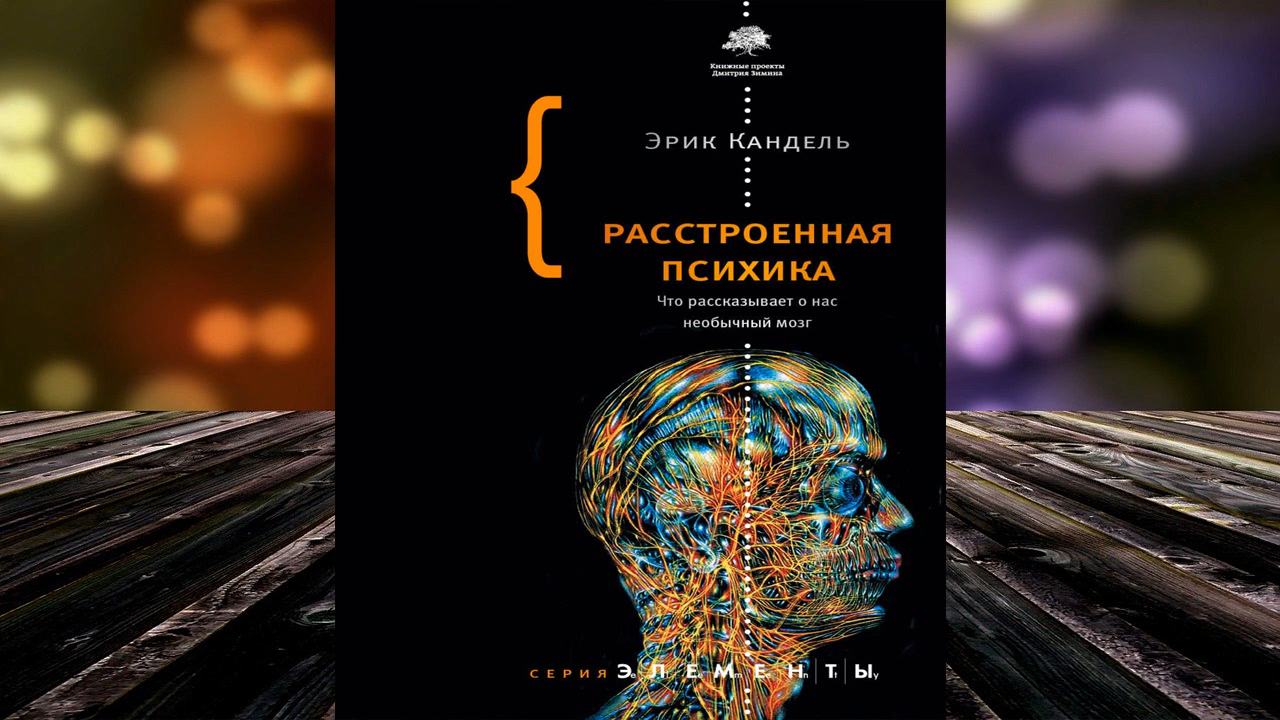 Книжные проекты
Дмитрия Зимина
Эрик Кандель
РАССТРОЕННАЯ
ПСИХИКА
Что рассказывает о нас
необычный мозг
СЕРИЯ ЭЛЕМЕНТЫ